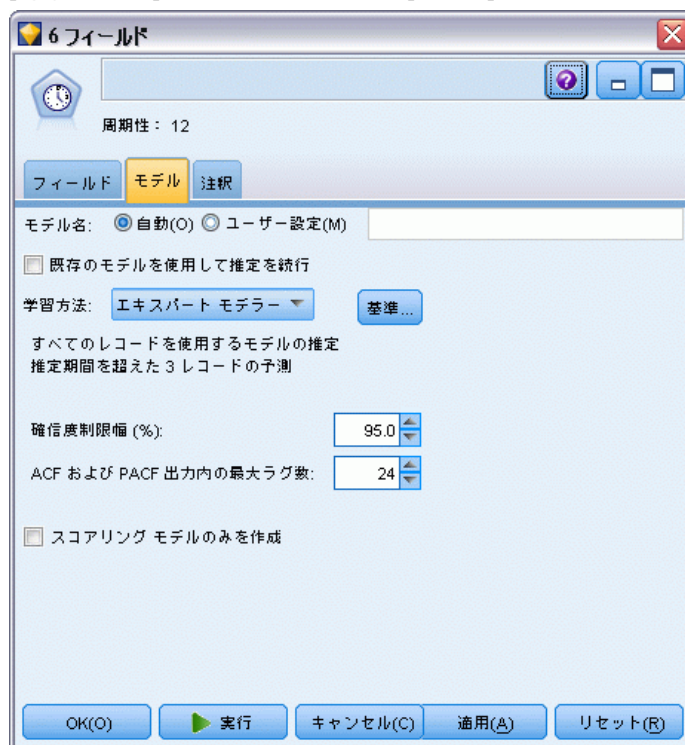 6 フィールド
周期性： 12
フィールド モデル 注釈
モデル名: 自動(O) ユーザー設定(M)
既存のモデルを使用して推定を続行
学習方法: エキスパート モデラー 基準...
すべてのレコードを使用するモデルの推定
推定期間を超えた 3 レコードの予測
確信度制限幅 (%): 95.0
ACF および PACF 出力内の最大ラグ数: 24
スコアリング モデルのみを作成
OK(O) 実行 キャンセル(C) 適用(A) リセット(R)